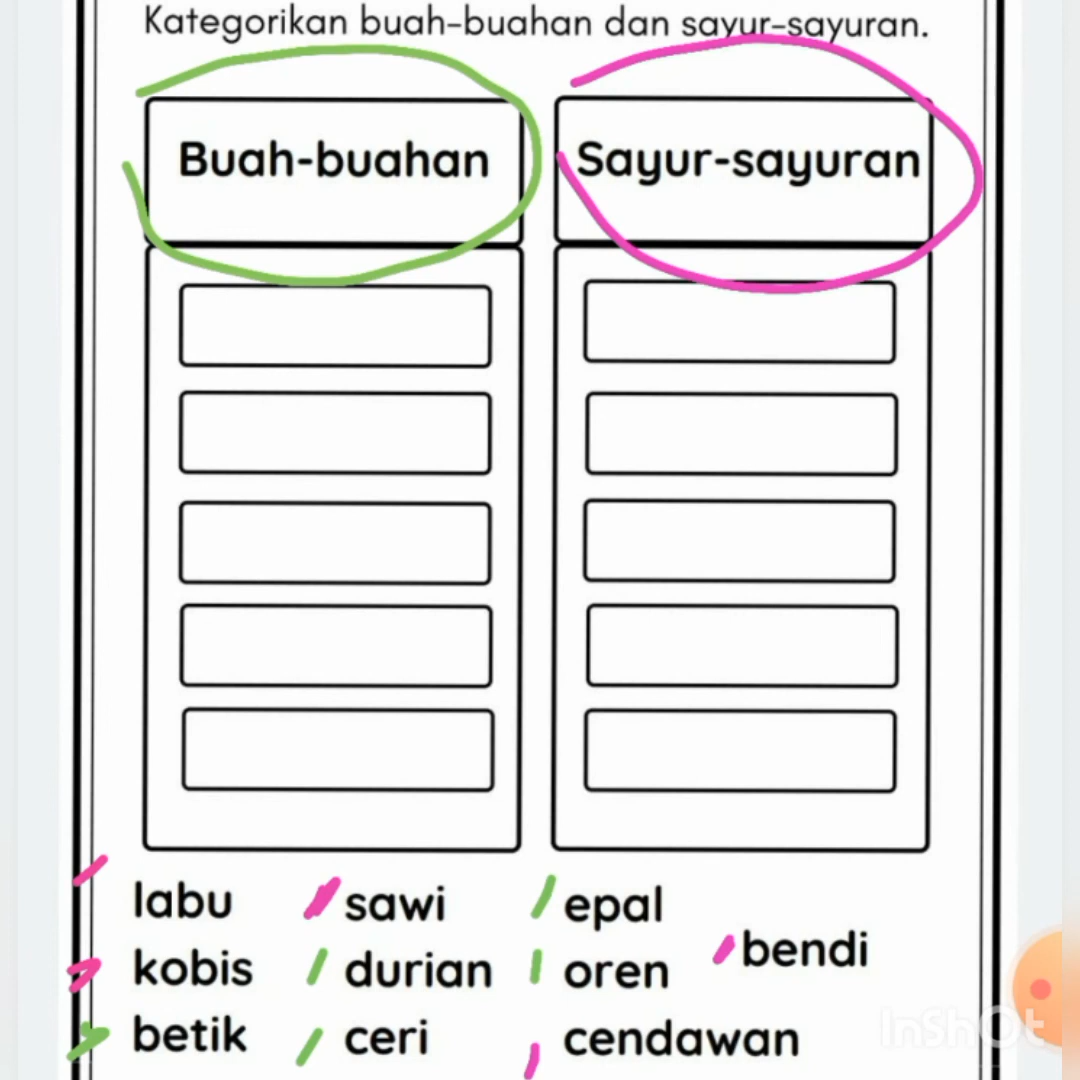 Kategorikan buah-buahan dan sayur-sayuran.
Buah-buahan Sayur-sayuran
labu sawi epal
bendi
kobis durian oren
betik ceri cendawan
InShOt